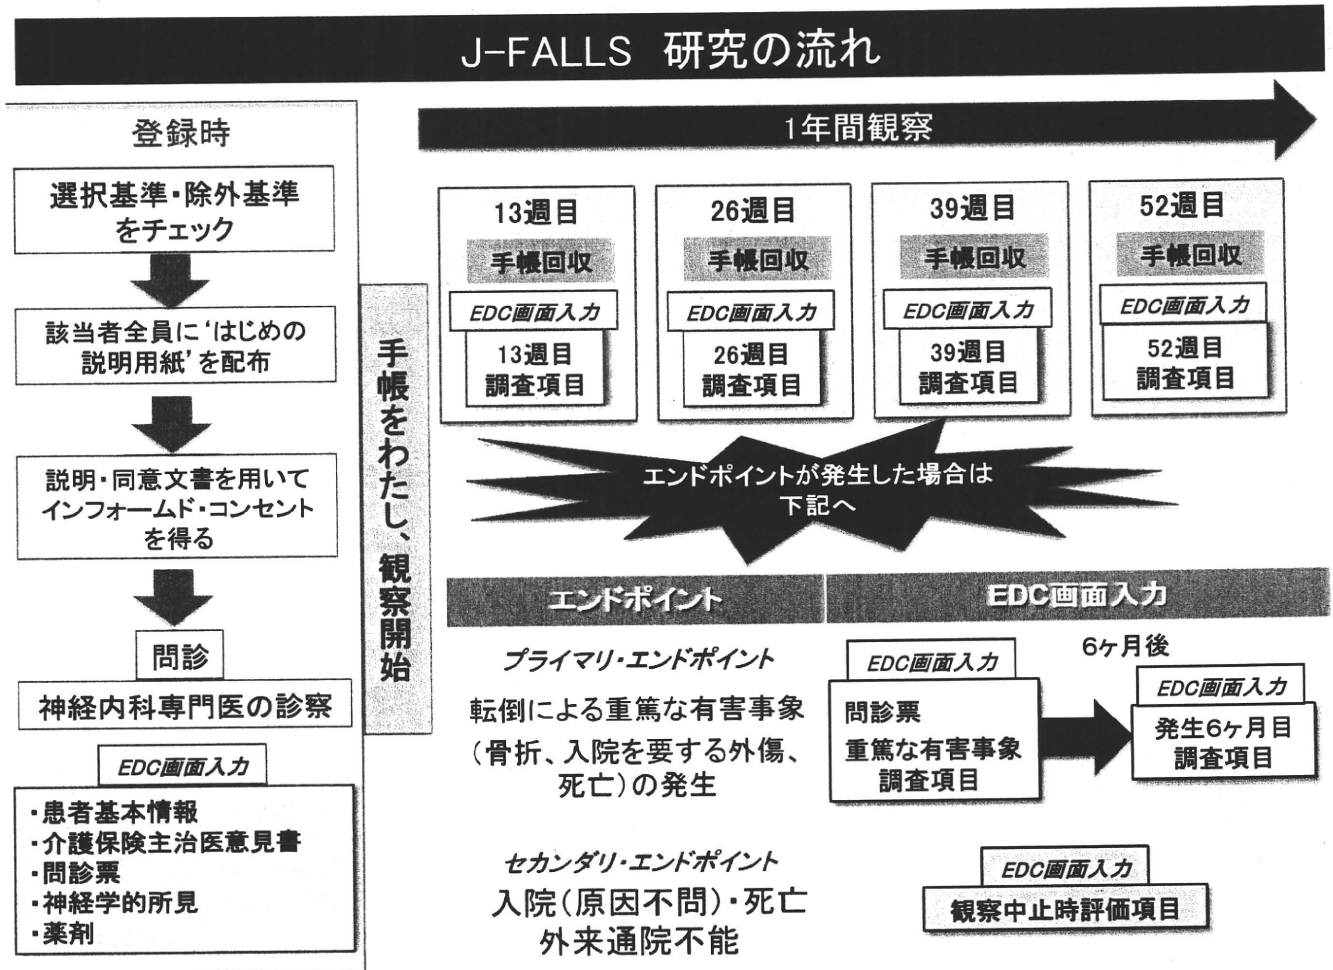 J-FALLS 研究の流れ
登録時
選択基準・除外基準
をチェック
該当者全員に‘はじめの
説明用紙’を配布
説明・同意文書を用いて
インフォームド・コンセント
を得る
問診
神経内科専門医の診察
EDC画面入力
・患者基本情報
・介護保険主治医意見書
・問診票
・神経学的所見
・薬剤
手帳をわたし、観察開始
1年間観察
13週目
手帳回収
EDC画面入力
13週目
調査項目
26週目
手帳回収
EDC画面入力
26週目
調査項目
39週目
手帳回収
EDC画面入力
39週目
調査項目
52週目
手帳回収
EDC画面入力
52週目
調査項目
エンドポイントが発生した場合は
下記へ
エンドポイント
EDC画面入力
プライマリ・エンドポイント
転倒による重篤な有害事象
(骨折、入院を要する外傷、
死亡)の発生
EDC画面入力
問診票
重篤な有害事象
調査項目
6ヶ月後
EDC画面入力
発生6ヶ月目
調査項目
セカンダリ・エンドポイント
入院(原因不問)・死亡
外来通院不能
EDC画面入力
観察中止時評価項目